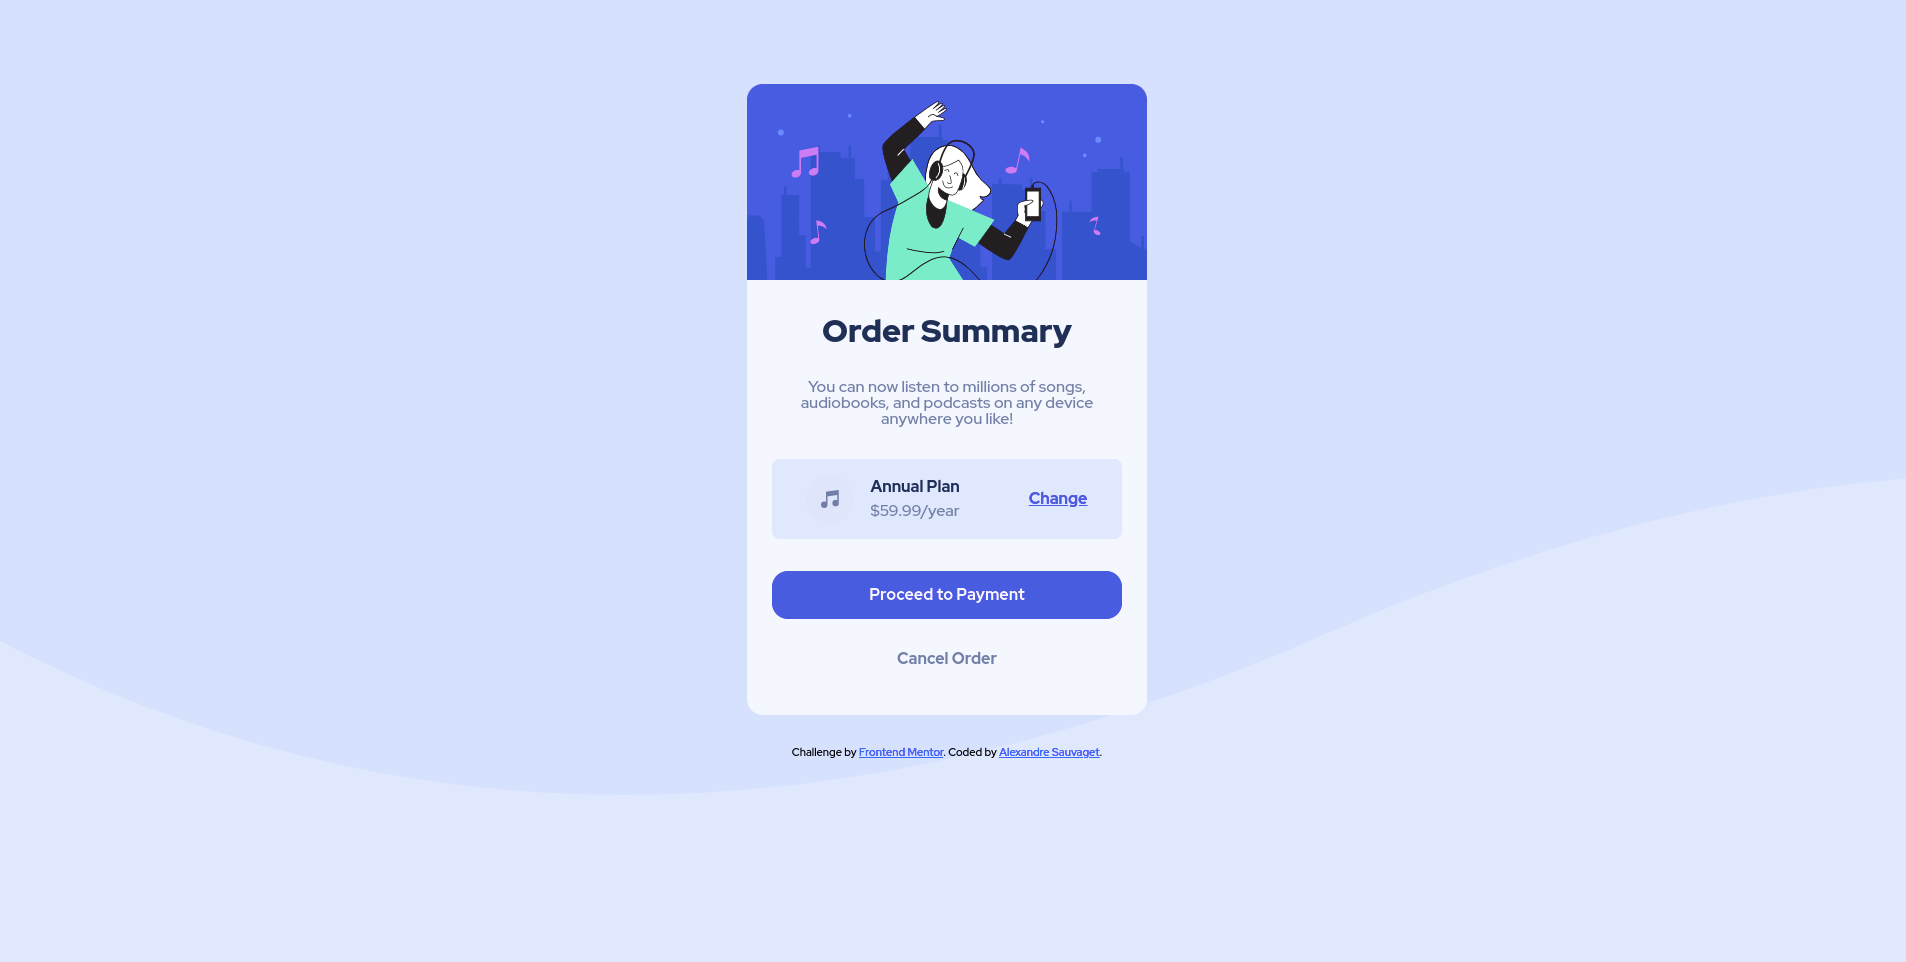 Order Summary
You can now listen to millions of songs,
audiobooks, and podcasts on any device
anywhere you like!
Annual Plan
$59.99/year
Change
Proceed to Payment
Cancel Order
Challenge by Frontend Mentor. Coded by Alexandre Sauvaget.